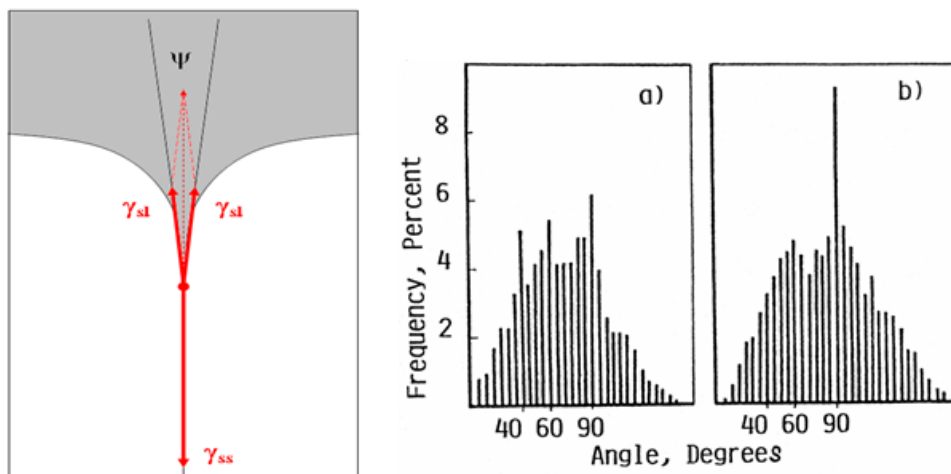 Ψ
γsl γsl
γss
a)
b)
Frequency, Percent
8
6
4
2
40 60 90
40 60 90
Angle, Degrees